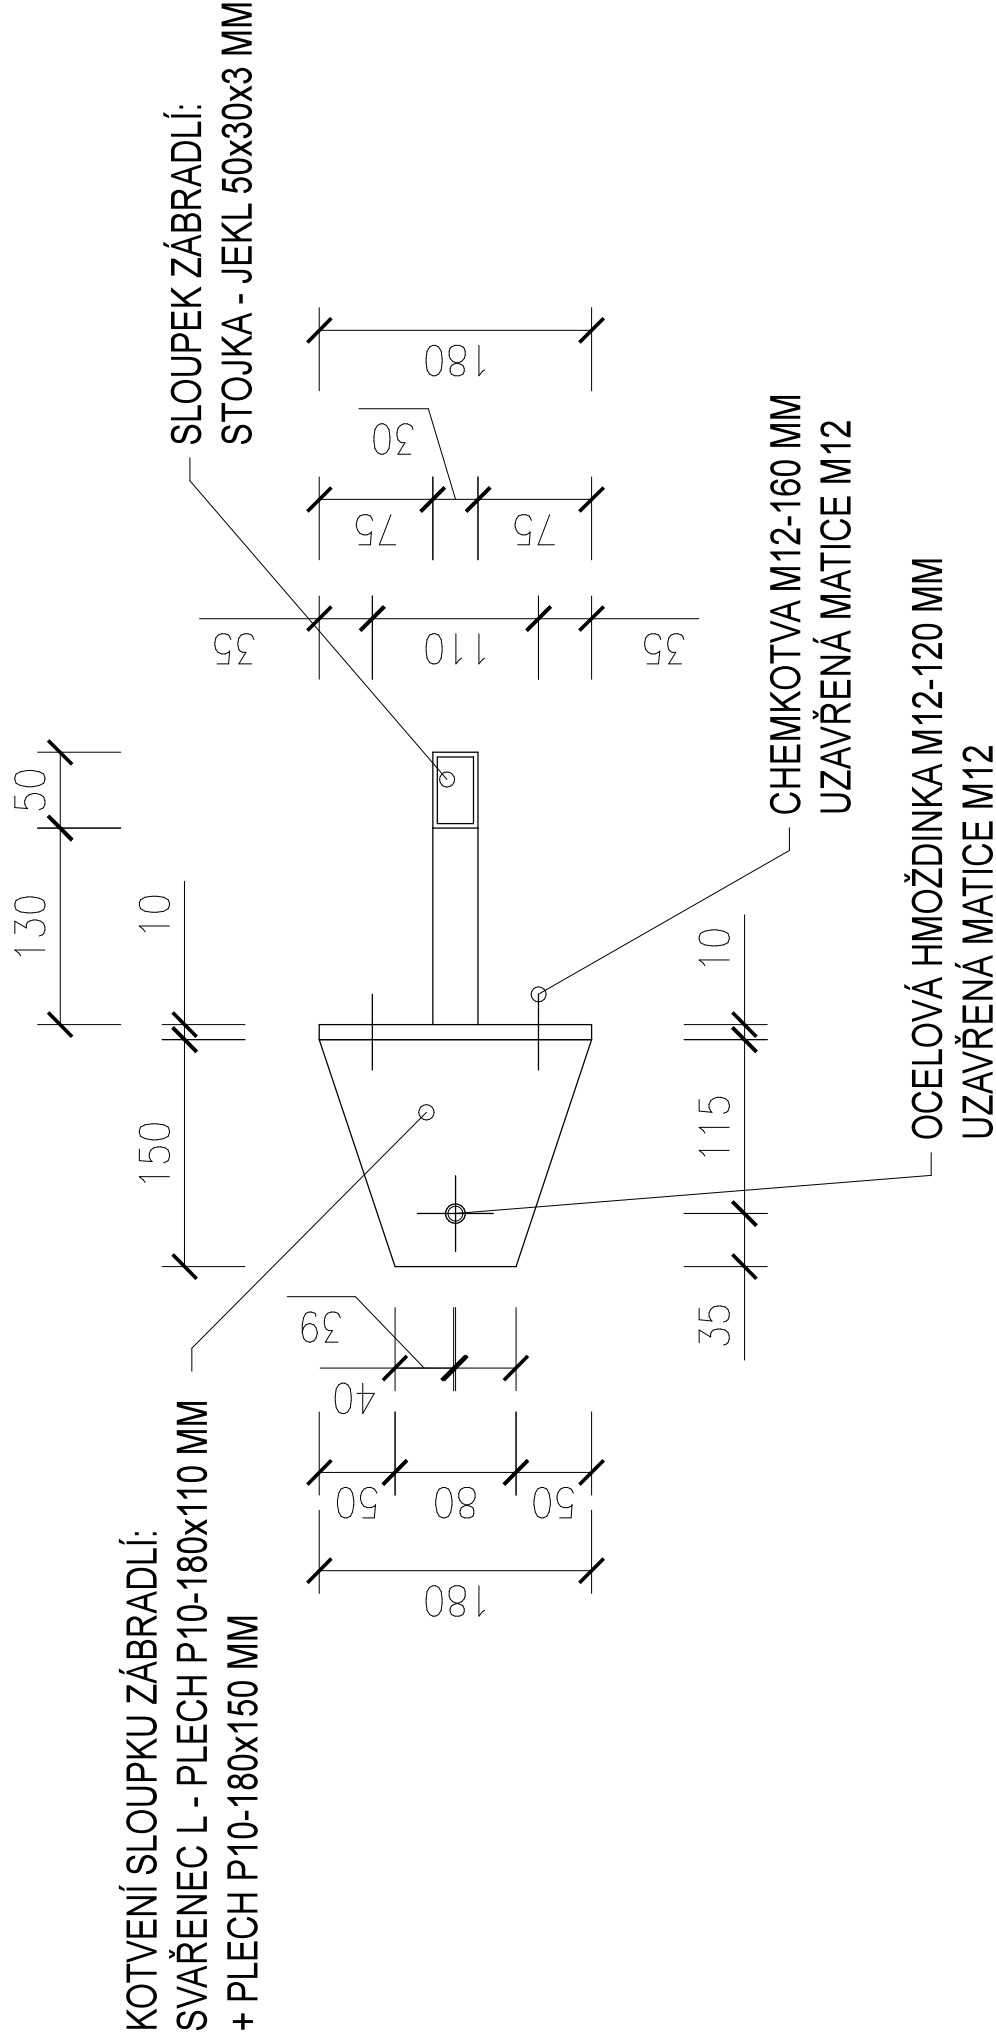 KOTVENÍ SLOUPKU ZÁBRADLÍ:
SVAŘENEC L - PLECH P10-180x110 MM
+ PLECH P10-180x150 MM
SLOUPEK ZÁBRADLÍ:
STOJKA - JEKL 50x30x3 MM
CHEMKOTVA M12-160 MM
UZAVŘENÁ MATICE M12
OCELOVÁ HMOŽDINKA M12-120 MM
UZAVŘENÁ MATICE M12
130
50
150
10
35
115
10
180
50
80
50
40
39
35
110
35
75
75
30
180